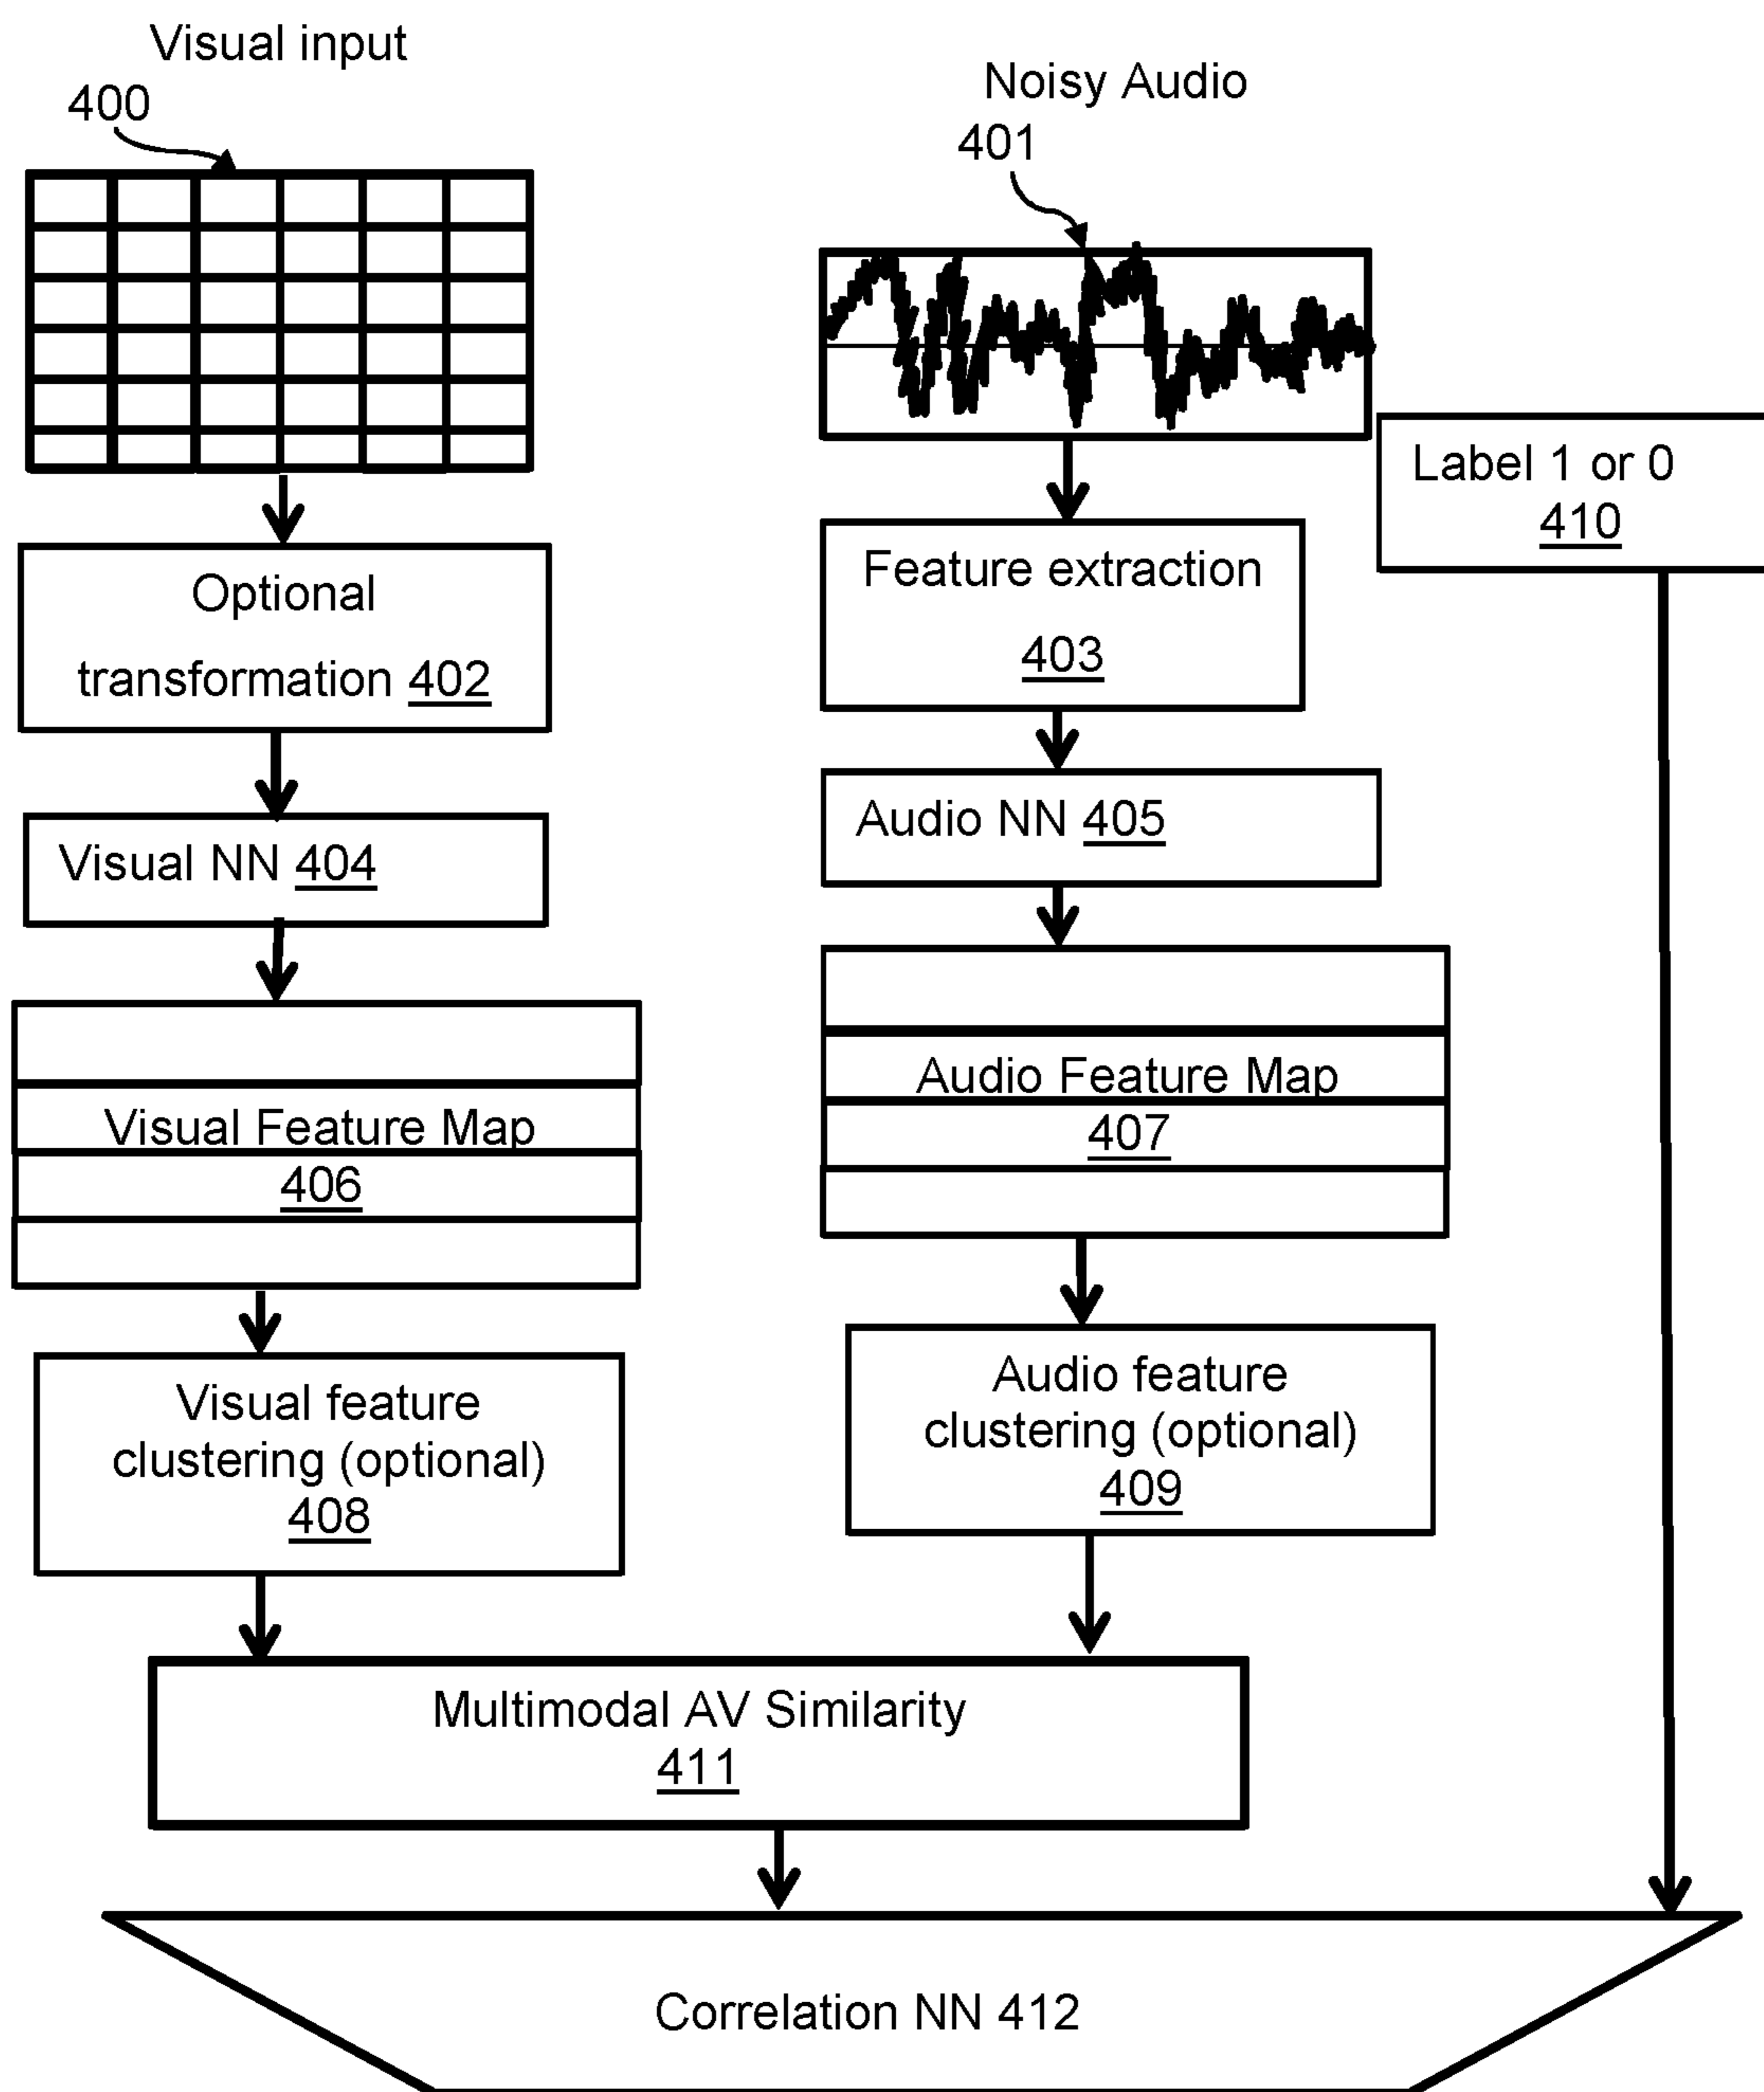 Visual input
400
Noisy Audio
401
Label 1 or 0
410
Optional
transformation 402
Feature extraction
403
Visual NN 404
Audio NN 405
Visual Feature Map
406
Audio Feature Map
407
Visual feature
clustering (optional)
408
Audio feature
clustering (optional)
409
Multimodal AV Similarity
411
Correlation NN 412